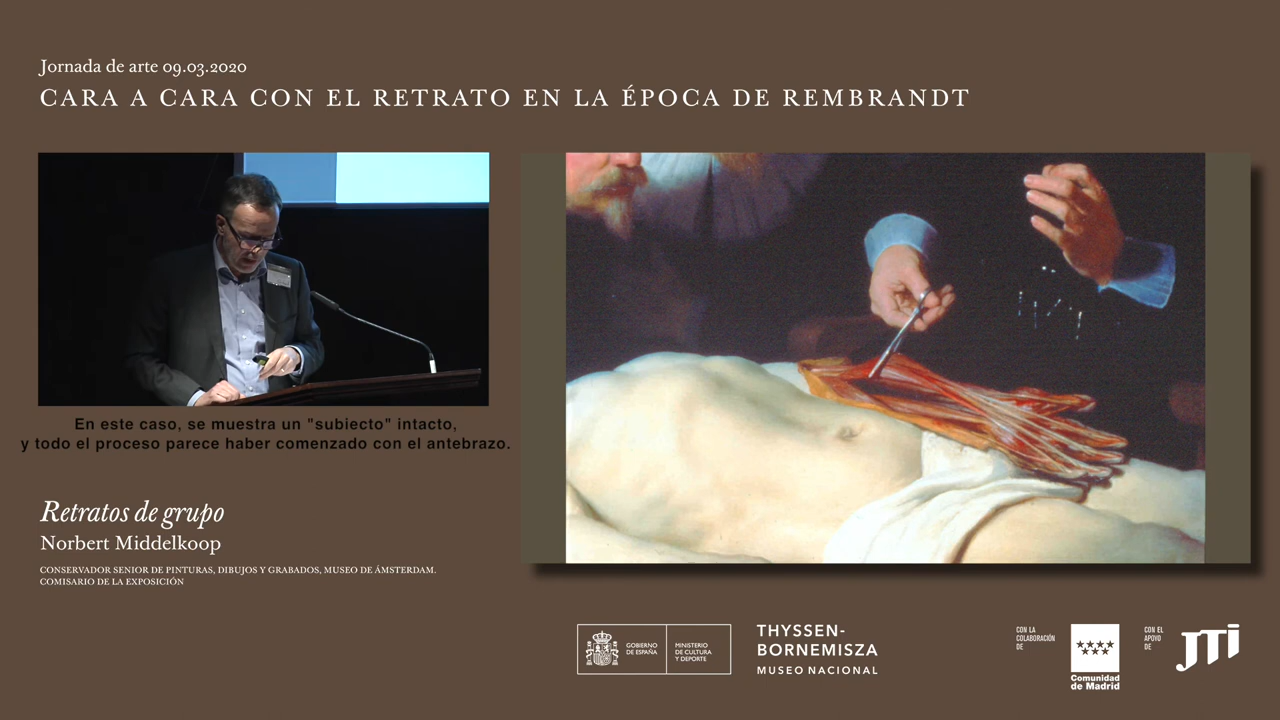 Jornada de arte 09.03.2020
CARA A CARA CON EL RETRATO EN LA ÉPOCA DE REMBRANDT
En este caso, se muestra un "subiecto" intacto,
y todo el proceso parece haber comenzado con el antebrazo.
Retratos de grupo
Norbert Middelkoop
CONSERVADOR SENIOR DE PINTURAS, DIBUJOS Y GRABADOS, MUSEO DE ÁMSTERDAM.
COMISARIO DE LA EXPOSICIÓN
GOBIERNO
DE ESPAÑA
MINISTERIO
DE CULTURA
Y DEPORTE
THYSSEN-
BORNEMISZA
MUSEO NACIONAL
CON LA
COLABORACIÓN
DE
Comunidad
de Madrid
CON EL
APOYO
DE
JTi